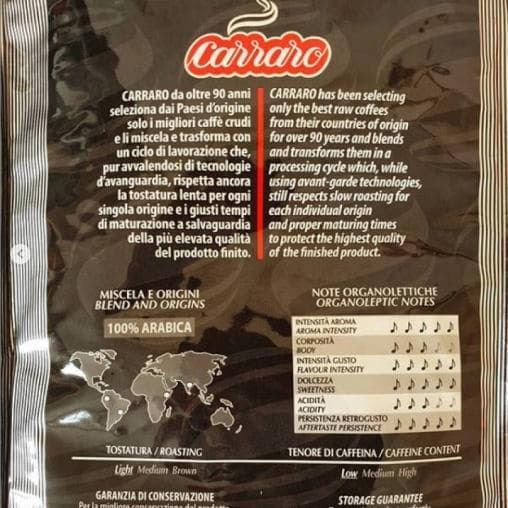 Carraro
CARRARO da oltre 90 anni
seleziona dai Paesi d'origine
solo i migliori caffè crudi
e li miscela e trasforma con
un ciclo di lavorazione che,
pur avvalendosi di tecnologie
d'avanguardia, rispetta ancora
la tostatura lenta per ogni
singola origine e i giusti tempi
di maturazione a salvaguardia
della più elevata qualità
del prodotto finito.
CARRARO has been selecting
only the best raw coffees
from their countries of origin
for over 90 years and blends
and transforms them in a
processing cycle which, while
using avant-garde technologies,
still respects slow roasting for
each individual origin
and proper maturing times
to protect the highest quality
of the finished product.
MISCELA E ORIGINI
BLEND AND ORIGINS
100% ARABICA
NOTE ORGANOLETTICHE
ORGANOLEPTIC NOTES
INTENSITÀ AROMA
AROMA INTENSITY
CORPOSITÀ
BODY
INTENSITÀ GUSTO
FLAVOUR INTENSITY
DOLCEZZA
SWEETNESS
ACIDITÀ
ACIDITY
PERSISTENZA RETROGUSTO
AFTERTASTE PERSISTENCE
TOSTATURA / ROASTING
Light Medium Brown
TENORE DI CAFFEINA / CAFFEINE CONTENT
Low Medium High
GARANZIA DI CONSERVAZIONE
Per la migliore conservazione del prodotto
STORAGE GUARANTEE